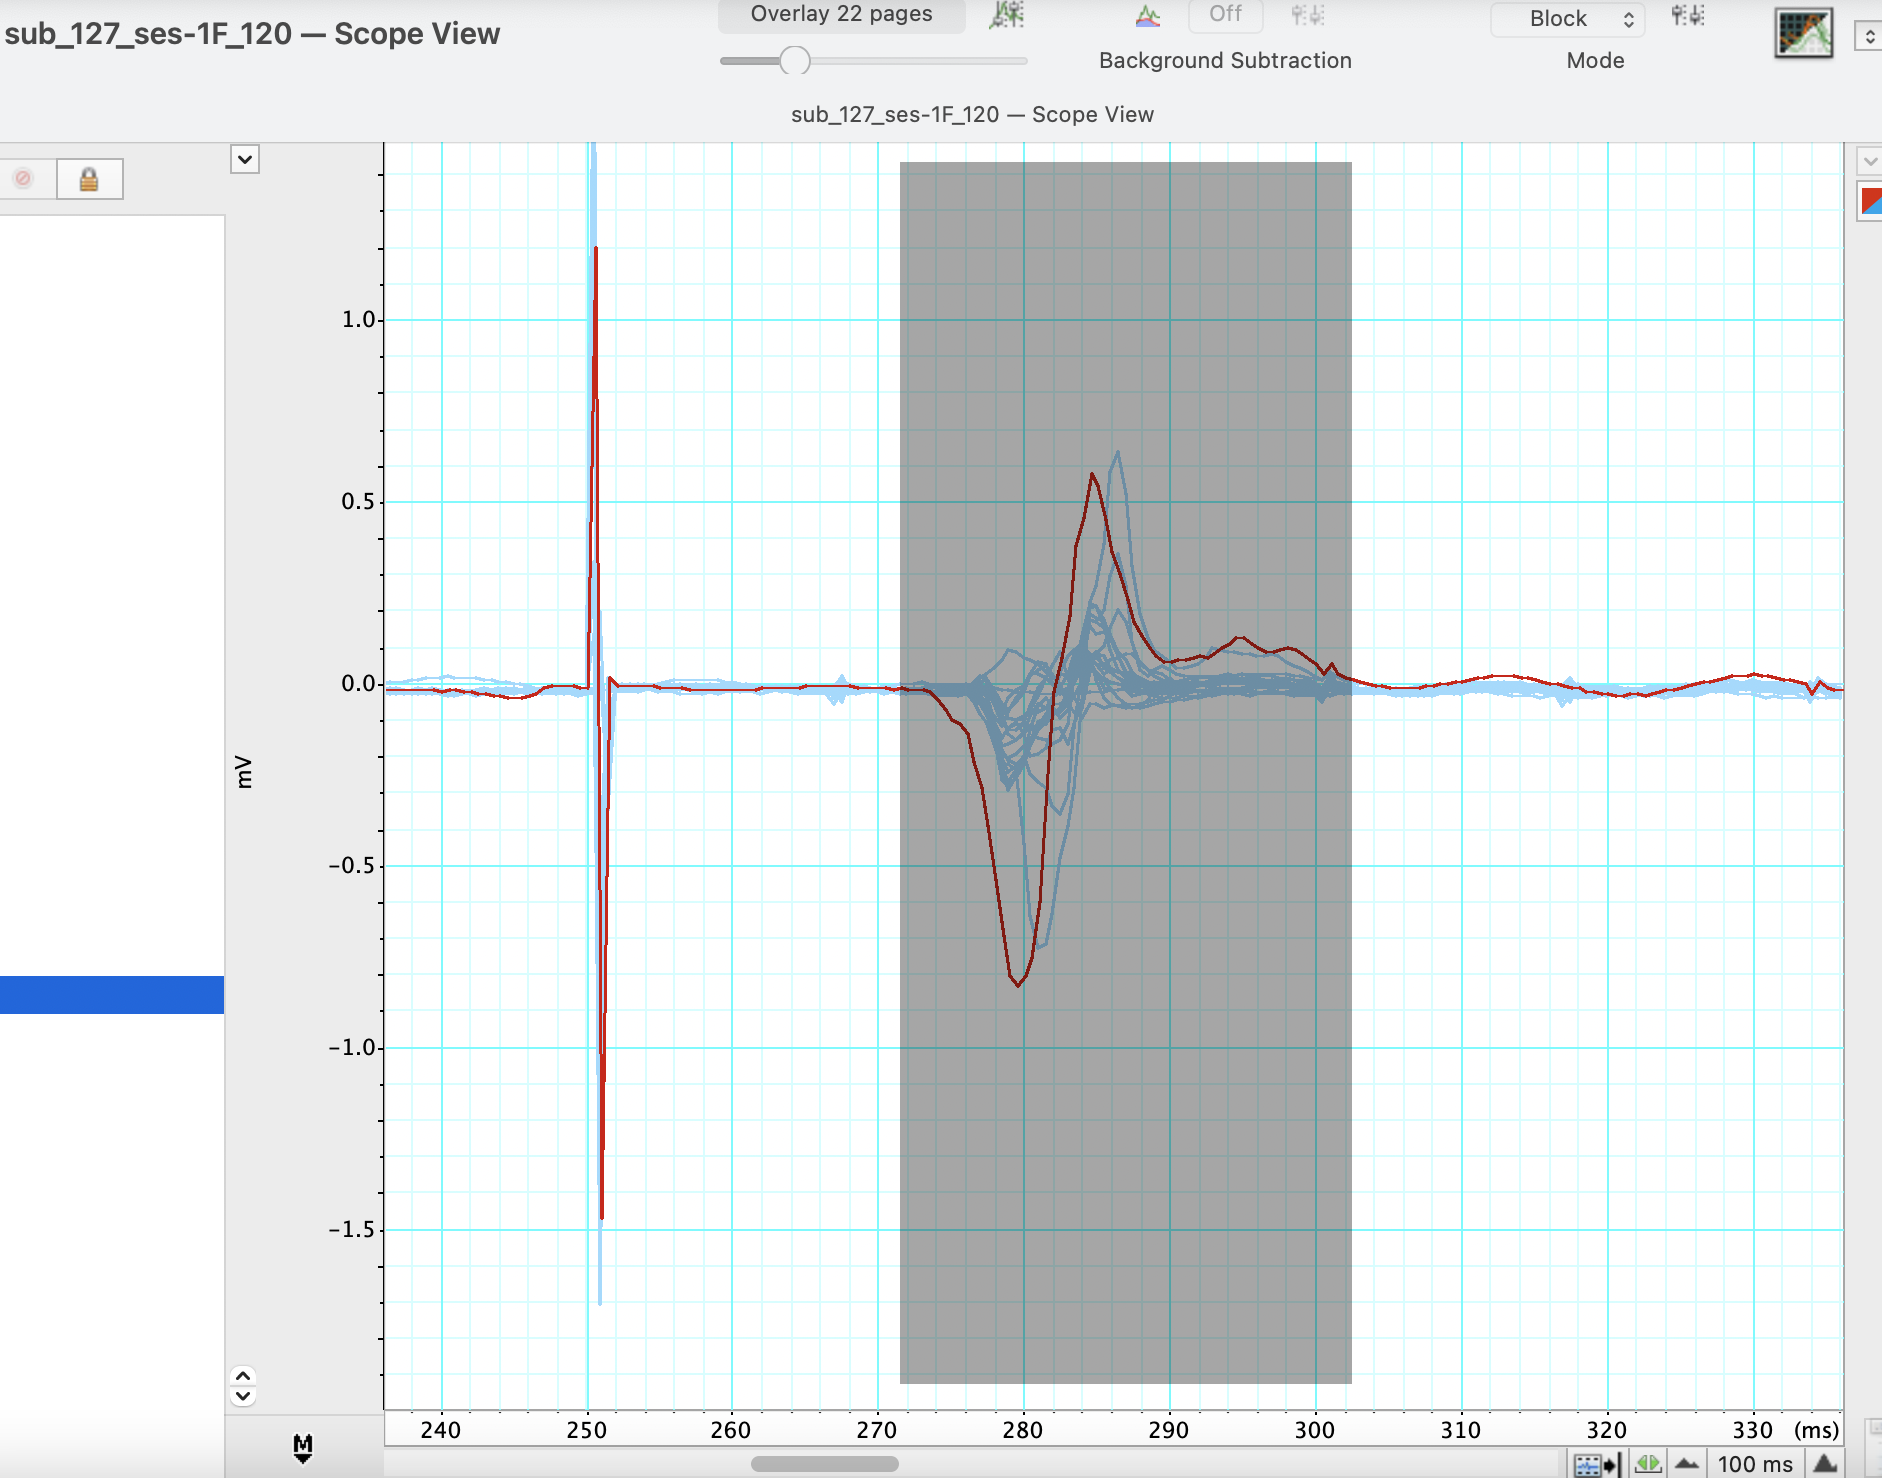 sub_127_ses-1F_120 — Scope View
Overlay 22 pages
Off
Block
Background Subtraction
Mode
sub_127_ses-1F_120 — Scope View
1.0
0.5
0.0
mV
−0.5
−1.0
−1.5
M
240 250 260 270 280 290 300 310 320 330 (ms)
100 ms